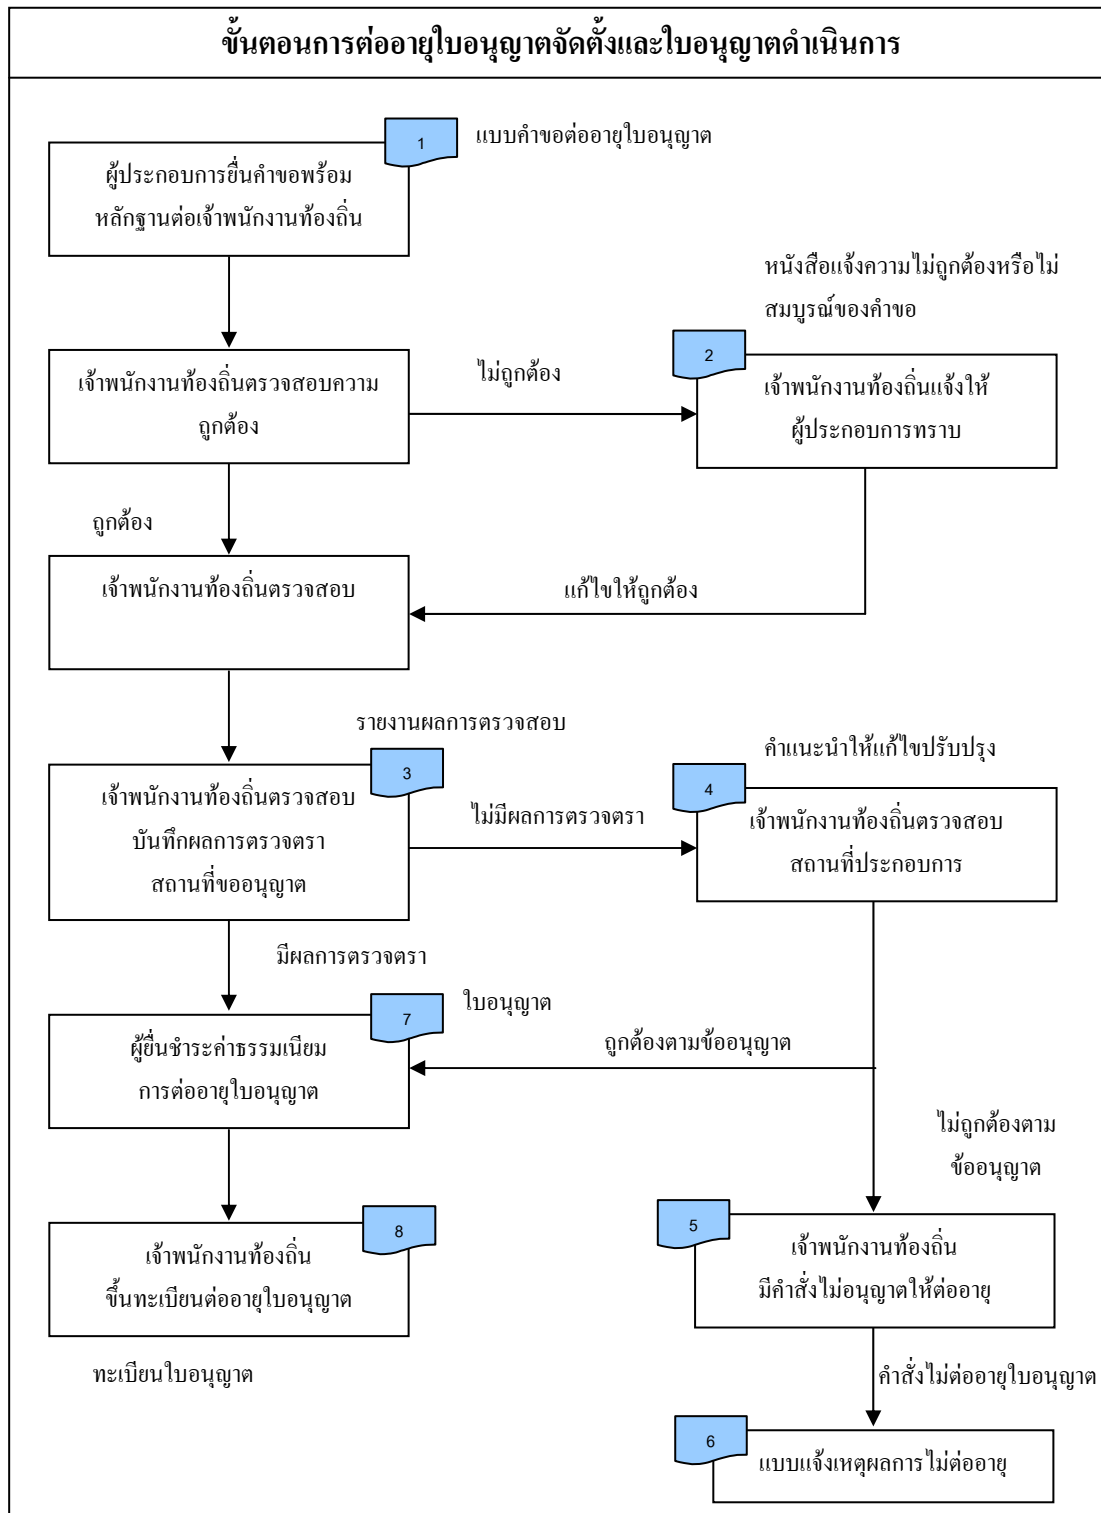 ขั้นตอนการต่ออายุใบอนุญาตจัดตั้งและใบอนุญาตดำเนินการ
1
แบบคำขอต่ออายุใบอนุญาต
ผู้ประกอบการยื่นคำขอพร้อม
หลักฐานต่อเจ้าพนักงานท้องถิ่น
หนังสือแจ้งความไม่ถูกต้องหรือไม่
สมบูรณ์ของคำขอ
2
เจ้าพนักงานท้องถิ่นตรวจสอบความ
ถูกต้อง
ไม่ถูกต้อง
เจ้าพนักงานท้องถิ่นแจ้งให้
ผู้ประกอบการทราบ
ถูกต้อง
เจ้าพนักงานท้องถิ่นตรวจสอบ
แก้ไขให้ถูกต้อง
รายงานผลการตรวจสอบ
3
คำแนะนำให้แก้ไขปรับปรุง
4
เจ้าพนักงานท้องถิ่นตรวจสอบ
บันทึกผลการตรวจตรา
สถานที่ขออนุญาต
ไม่มีผลการตรวจตรา
เจ้าพนักงานท้องถิ่นตรวจสอบ
สถานที่ประกอบการ
มีผลการตรวจตรา
7
ใบอนุญาต
ผู้ยื่นชำระค่าธรรมเนียม
การต่ออายุใบอนุญาต
ถูกต้องตามข้ออนุญาต
ไม่ถูกต้องตาม
ข้ออนุญาต
8
เจ้าพนักงานท้องถิ่น
ขึ้นทะเบียนต่ออายุใบอนุญาต
5
เจ้าพนักงานท้องถิ่น
มีคำสั่งไม่อนุญาตให้ต่ออายุ
ทะเบียนใบอนุญาต
คำสั่งไม่ต่ออายุใบอนุญาต
6
แบบแจ้งเหตุผลการไม่ต่ออายุ